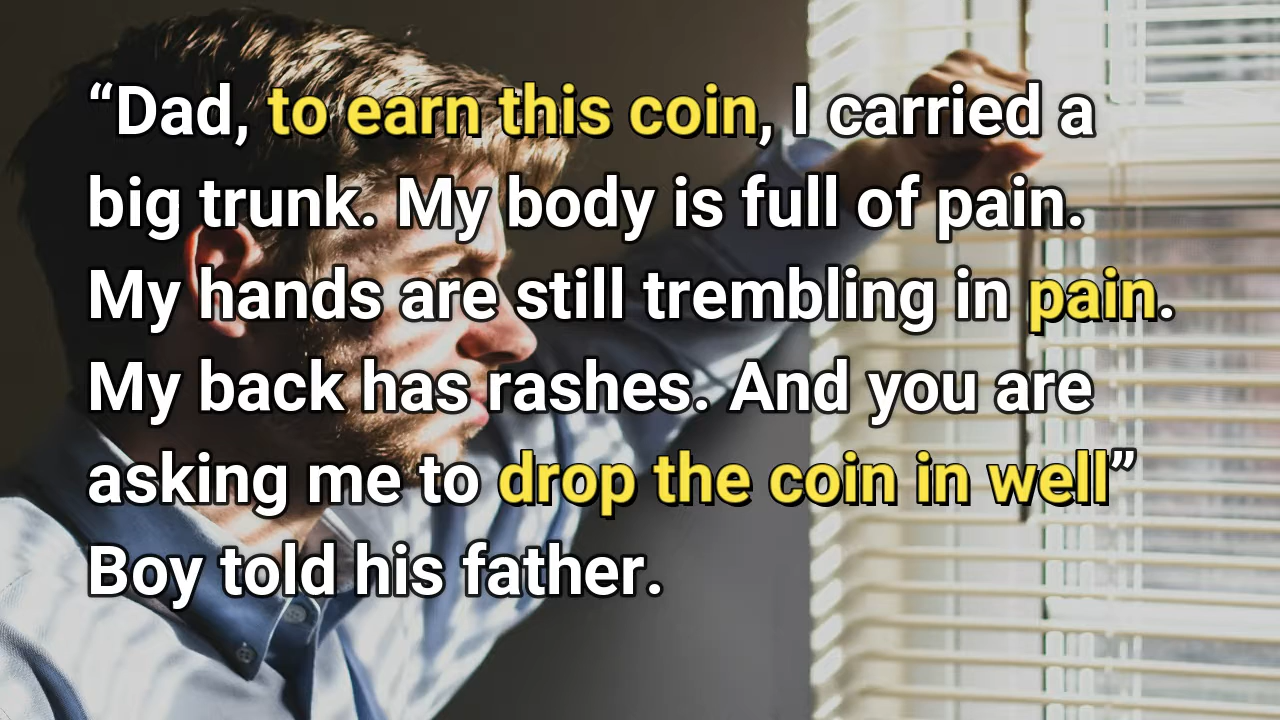 “Dad, to earn this coin, I carried a
big trunk. My body is full of pain.
My hands are still trembling in pain.
My back has rashes. And you are
asking me to drop the coin in well”
Boy told his father.